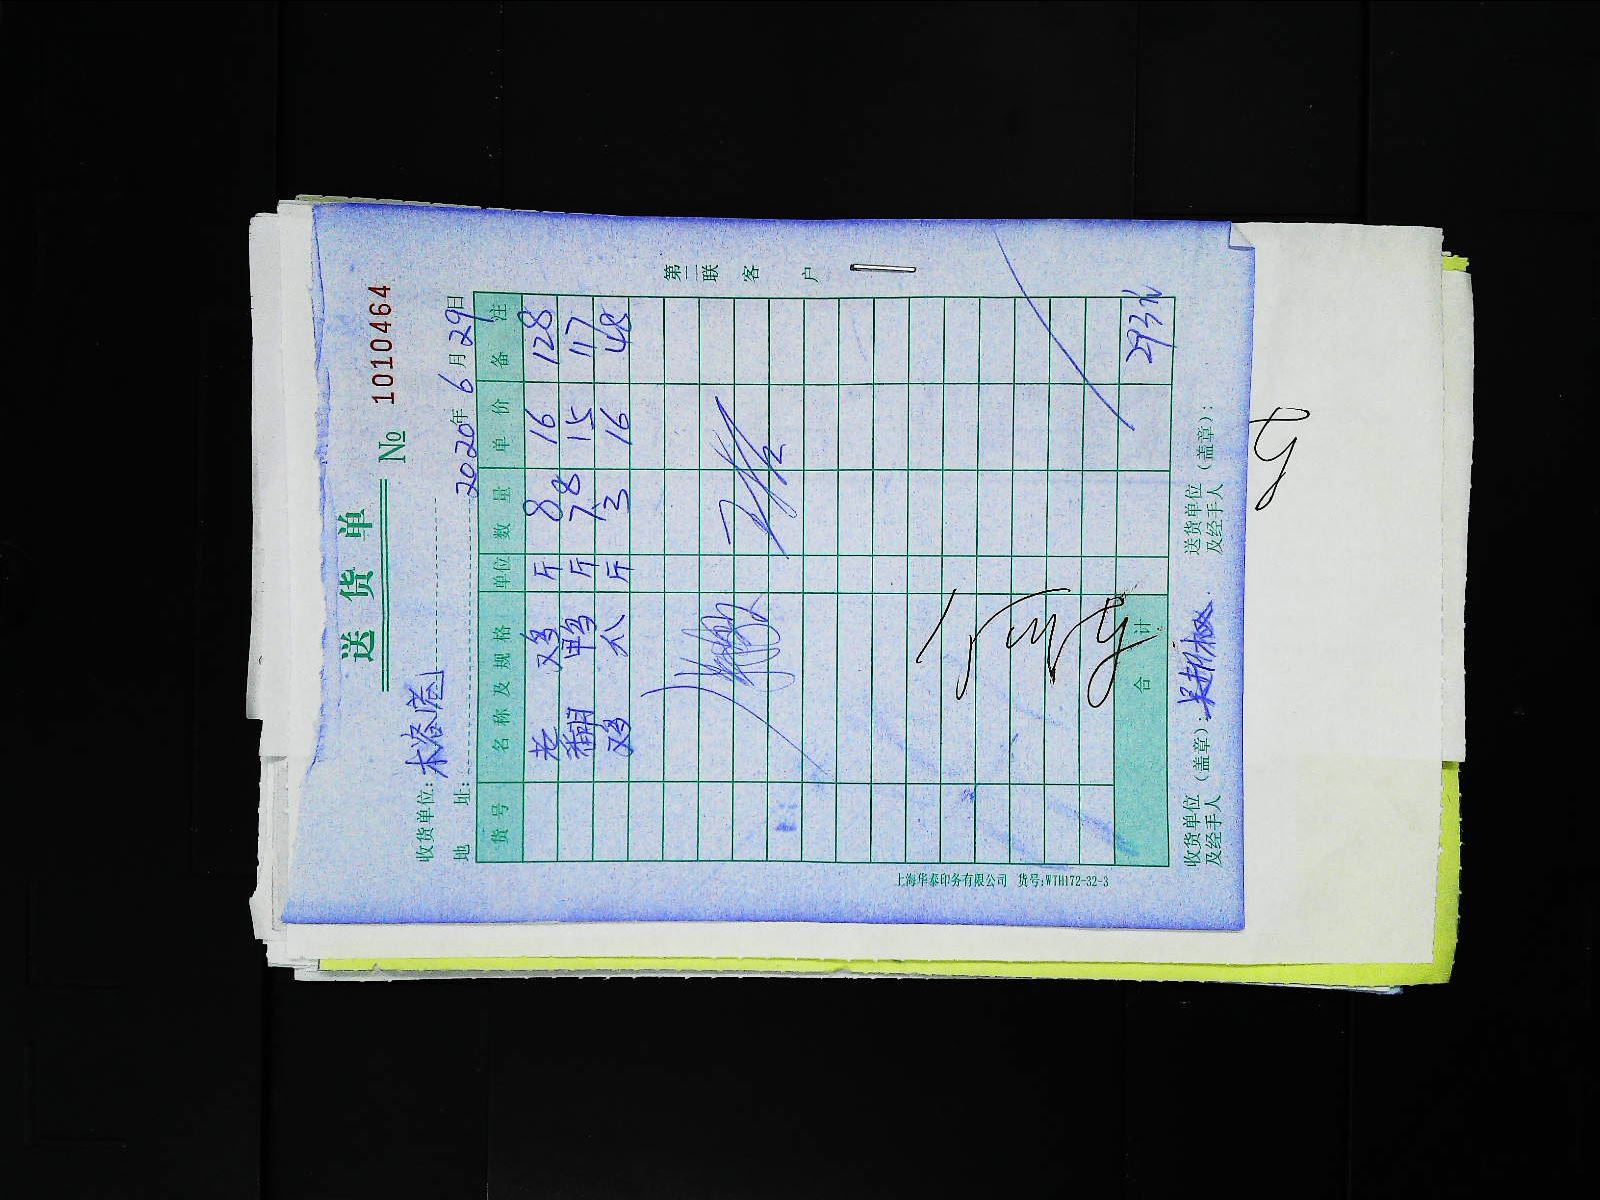 送货单
№ 1010464
收货单位:
地 址: 2020年6月29日
货号 名称及规格 单位 数量 单价 备注
老 鸡 斤 8 16 128
翻鸭 斤 7.8 15 117
鸡 斤 3 16 48
合计 293元
收货单位及经手人(盖章): 送货单位及经手人(盖章):
第二联 客户
上海华泰印务有限公司 货号:WTH172-32-3